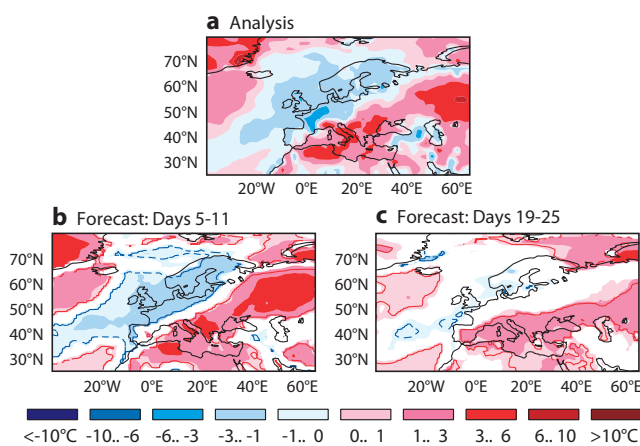 a Analysis
70°N
60°N
50°N
40°N
30°N
20°W 0°E 20°E 40°E 60°E
b Forecast: Days 5-11
c Forecast: Days 19-25
70°N
60°N
50°N
40°N
30°N
20°W 0°E 20°E 40°E 60°E
70°N
60°N
50°N
40°N
30°N
20°W 0°E 20°E 40°E 60°E
<-10°C -10.. -6 -6.. -3 -3.. -1 -1.. 0 0.. 1 1.. 3 3.. 6 6.. 10 >10°C